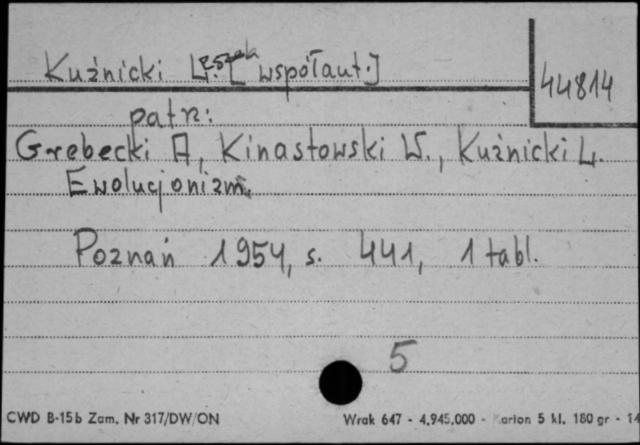 Kuźnicki L. eszek [współaut.]
44814
patrz:
Grebecki A, Kinastowski W., Kuźnicki L.
Ewolucjonizm.
Poznań 1954, s. 441, 1 tabl.
5
CWD B-15b Zam. Nr 317/DW/ON
Wrak 647 - 4.945.000 - Karton 5 kl. 180 gr - 14